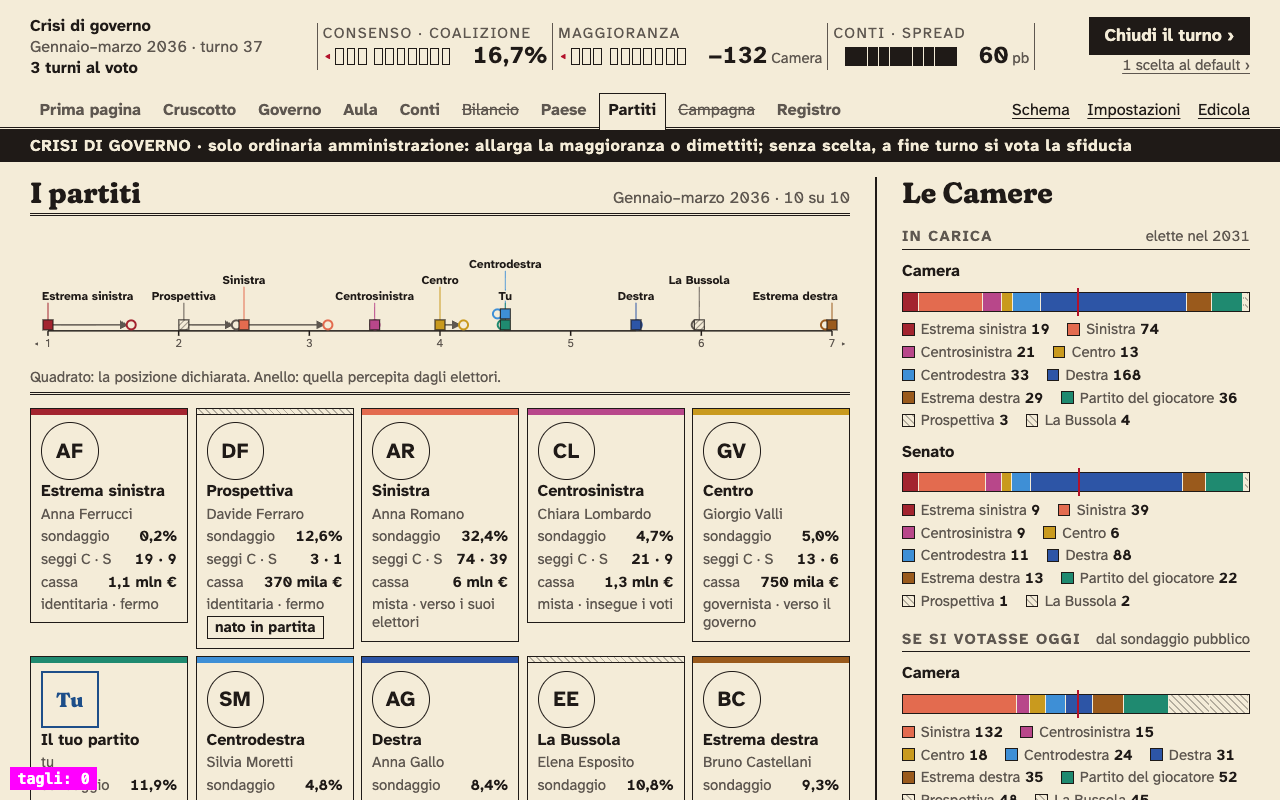 Crisi di governo
Gennaio–marzo 2036 · turno 37
3 turni al voto
CONSENSO · COALIZIONE
16,7%
MAGGIORANZA
−132 Camera
CONTI · SPREAD
60 pb
Chiudi il turno ›
1 scelta al default ›
Prima pagina Cruscotto Governo Aula Conti Bilancio Paese Partiti Campagna Registro Schema Impostazioni Edicola
CRISI DI GOVERNO · solo ordinaria amministrazione: allarga la maggioranza o dimettiti; senza scelta, a fine turno si vota la sfiducia
I partiti
Gennaio–marzo 2036 · 10 su 10
Centrodestra
Sinistra Centro La Bussola
Estrema sinistra Prospettiva Centrosinistra Tu Destra Estrema destra
1 2 3 4 5 6 7
Quadrato: la posizione dichiarata. Anello: quella percepita dagli elettori.
AF
Estrema sinistra
Anna Ferrucci
sondaggio 0,2%
seggi C · S 19 · 9
cassa 1,1 mln €
identitaria · fermo
DF
Prospettiva
Davide Ferraro
sondaggio 12,6%
seggi C · S 3 · 1
cassa 370 mila €
identitaria · fermo
nato in partita
AR
Sinistra
Anna Romano
sondaggio 32,4%
seggi C · S 74 · 39
cassa 6 mln €
mista · verso i suoi
elettori
CL
Centrosinistra
Chiara Lombardo
sondaggio 4,7%
seggi C · S 21 · 9
cassa 1,3 mln €
mista · insegue i voti
GV
Centro
Giorgio Valli
sondaggio 5,0%
seggi C · S 13 · 6
cassa 750 mila €
governista · verso il
governo
Tu
Il tuo partito
tu
gio 11,9%
SM
Centrodestra
Silvia Moretti
sondaggio 4,8%
AG
Destra
Anna Gallo
sondaggio 8,4%
EE
La Bussola
Elena Esposito
sondaggio 10,8%
BC
Estrema destra
Bruno Castellani
sondaggio 9,3%
tagli: 0
Le Camere
IN CARICA elette nel 2031
Camera
Estrema sinistra 19 Sinistra 74
Centrosinistra 21 Centro 13
Centrodestra 33 Destra 168
Estrema destra 29 Partito del giocatore 36
Prospettiva 3 La Bussola 4
Senato
Estrema sinistra 9 Sinistra 39
Centrosinistra 9 Centro 6
Centrodestra 11 Destra 88
Estrema destra 13 Partito del giocatore 22
Prospettiva 1 La Bussola 2
SE SI VOTASSE OGGI dal sondaggio pubblico
Camera
Sinistra 132 Centrosinistra 15
Centro 18 Centrodestra 24 Destra 31
Estrema destra 35 Partito del giocatore 52
Prospettiva 48 La Bussola 45